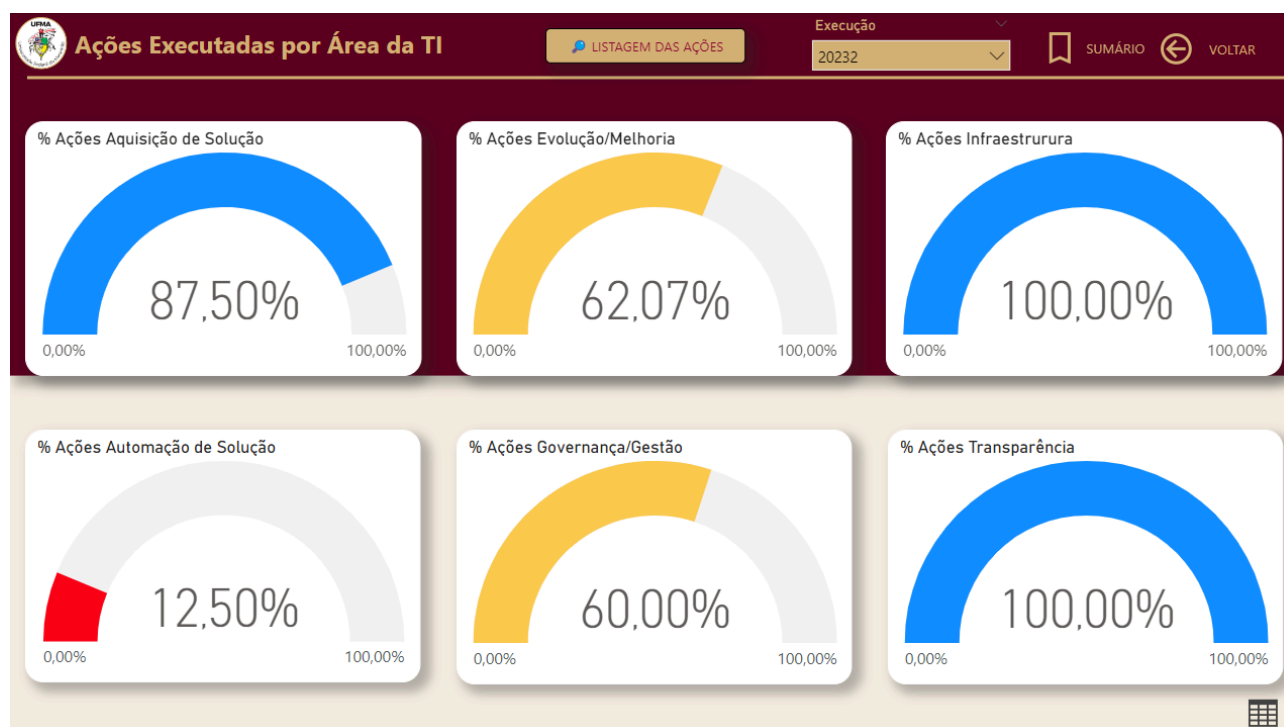 UFMA
Ações Executadas por Área da TI
LISTAGEM DAS AÇÕES
Execução
20232
SUMÁRIO
VOLTAR
% Ações Aquisição de Solução
87,50%
0,00%
100,00%
% Ações Evolução/Melhoria
62,07%
0,00%
100,00%
% Ações Infraestrurura
100,00%
0,00%
100,00%
% Ações Automação de Solução
12,50%
0,00%
100,00%
% Ações Governança/Gestão
60,00%
0,00%
100,00%
% Ações Transparência
100,00%
0,00%
100,00%